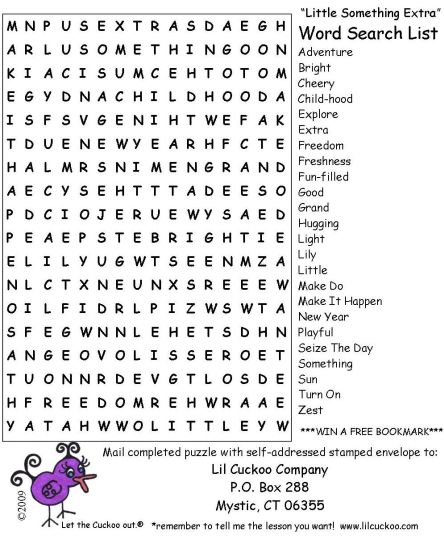 "Little Something Extra"
Word Search List
M N P U S E X T R A S D A E G H
A R L U S O M E T H I N G O O N
K I A C I S U M C E H T O T O M
E G Y D N A C H I L D H O O D A
I S F S V G E N I H T W E F A K
T D U E N E W Y E A R H F C T E
H A L M R S N I M E N G R A N D
A E C Y S E H T T T A D E E S O
P D C I O J E R U E W Y S A E D
P E A E P S T E B R I G H T I E
E L I L Y U G W T S E E N M Z A
N L C T X N E U N X S R E E E W
O I L F I D R L P I Z W S W T A
S F E G W N N L E H E T S D H N
A N G E O V O L I S S E R O E T
T U O N N R D E V G T L O S D E
H F R E E D O M R E H W R A A E
Y A T A H W W O L I T T L E Y W
Adventure
Bright
Cheery
Child-hood
Explore
Extra
Freedom
Freshness
Fun-filled
Good
Grand
Hugging
Light
Lily
Little
Make Do
Make It Happen
New Year
Playful
Seize The Day
Something
Sun
Turn On
Zest
***WIN A FREE BOOKMARK***
Mail completed puzzle with self-addressed stamped envelope to:
Lil Cuckoo Company
P.O. Box 288
Mystic, CT 06355
©2009
Let the Cuckoo out.® *remember to tell me the lesson you want! www.lilcuckoo.com